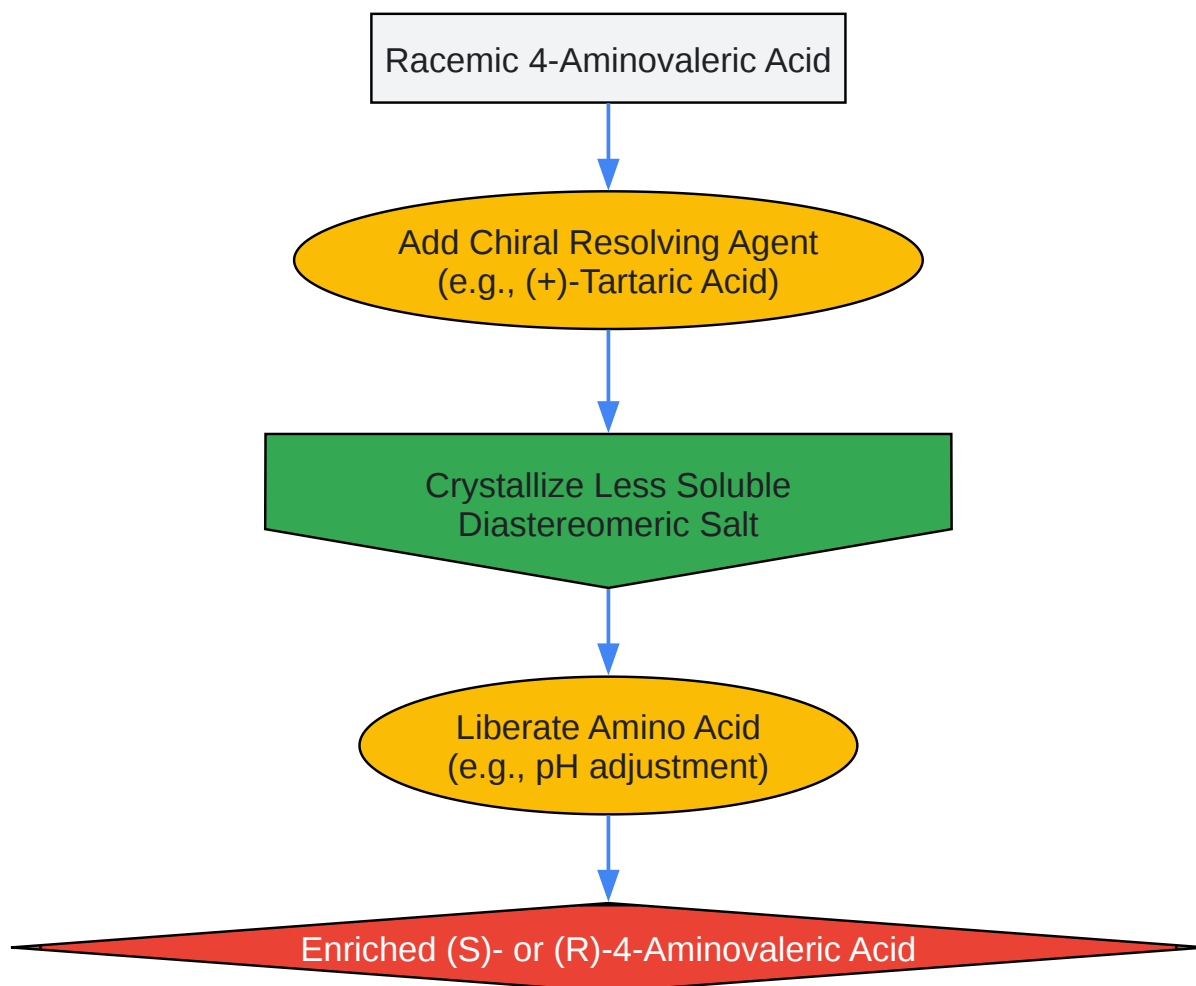 Racemic 4-Aminovaleric Acid
Add Chiral Resolving Agent
(e.g., (+)-Tartaric Acid)
Crystallize Less Soluble
Diastereomeric Salt
Liberate Amino Acid
(e.g., pH adjustment)
Enriched (S)- or (R)-4-Aminovaleric Acid